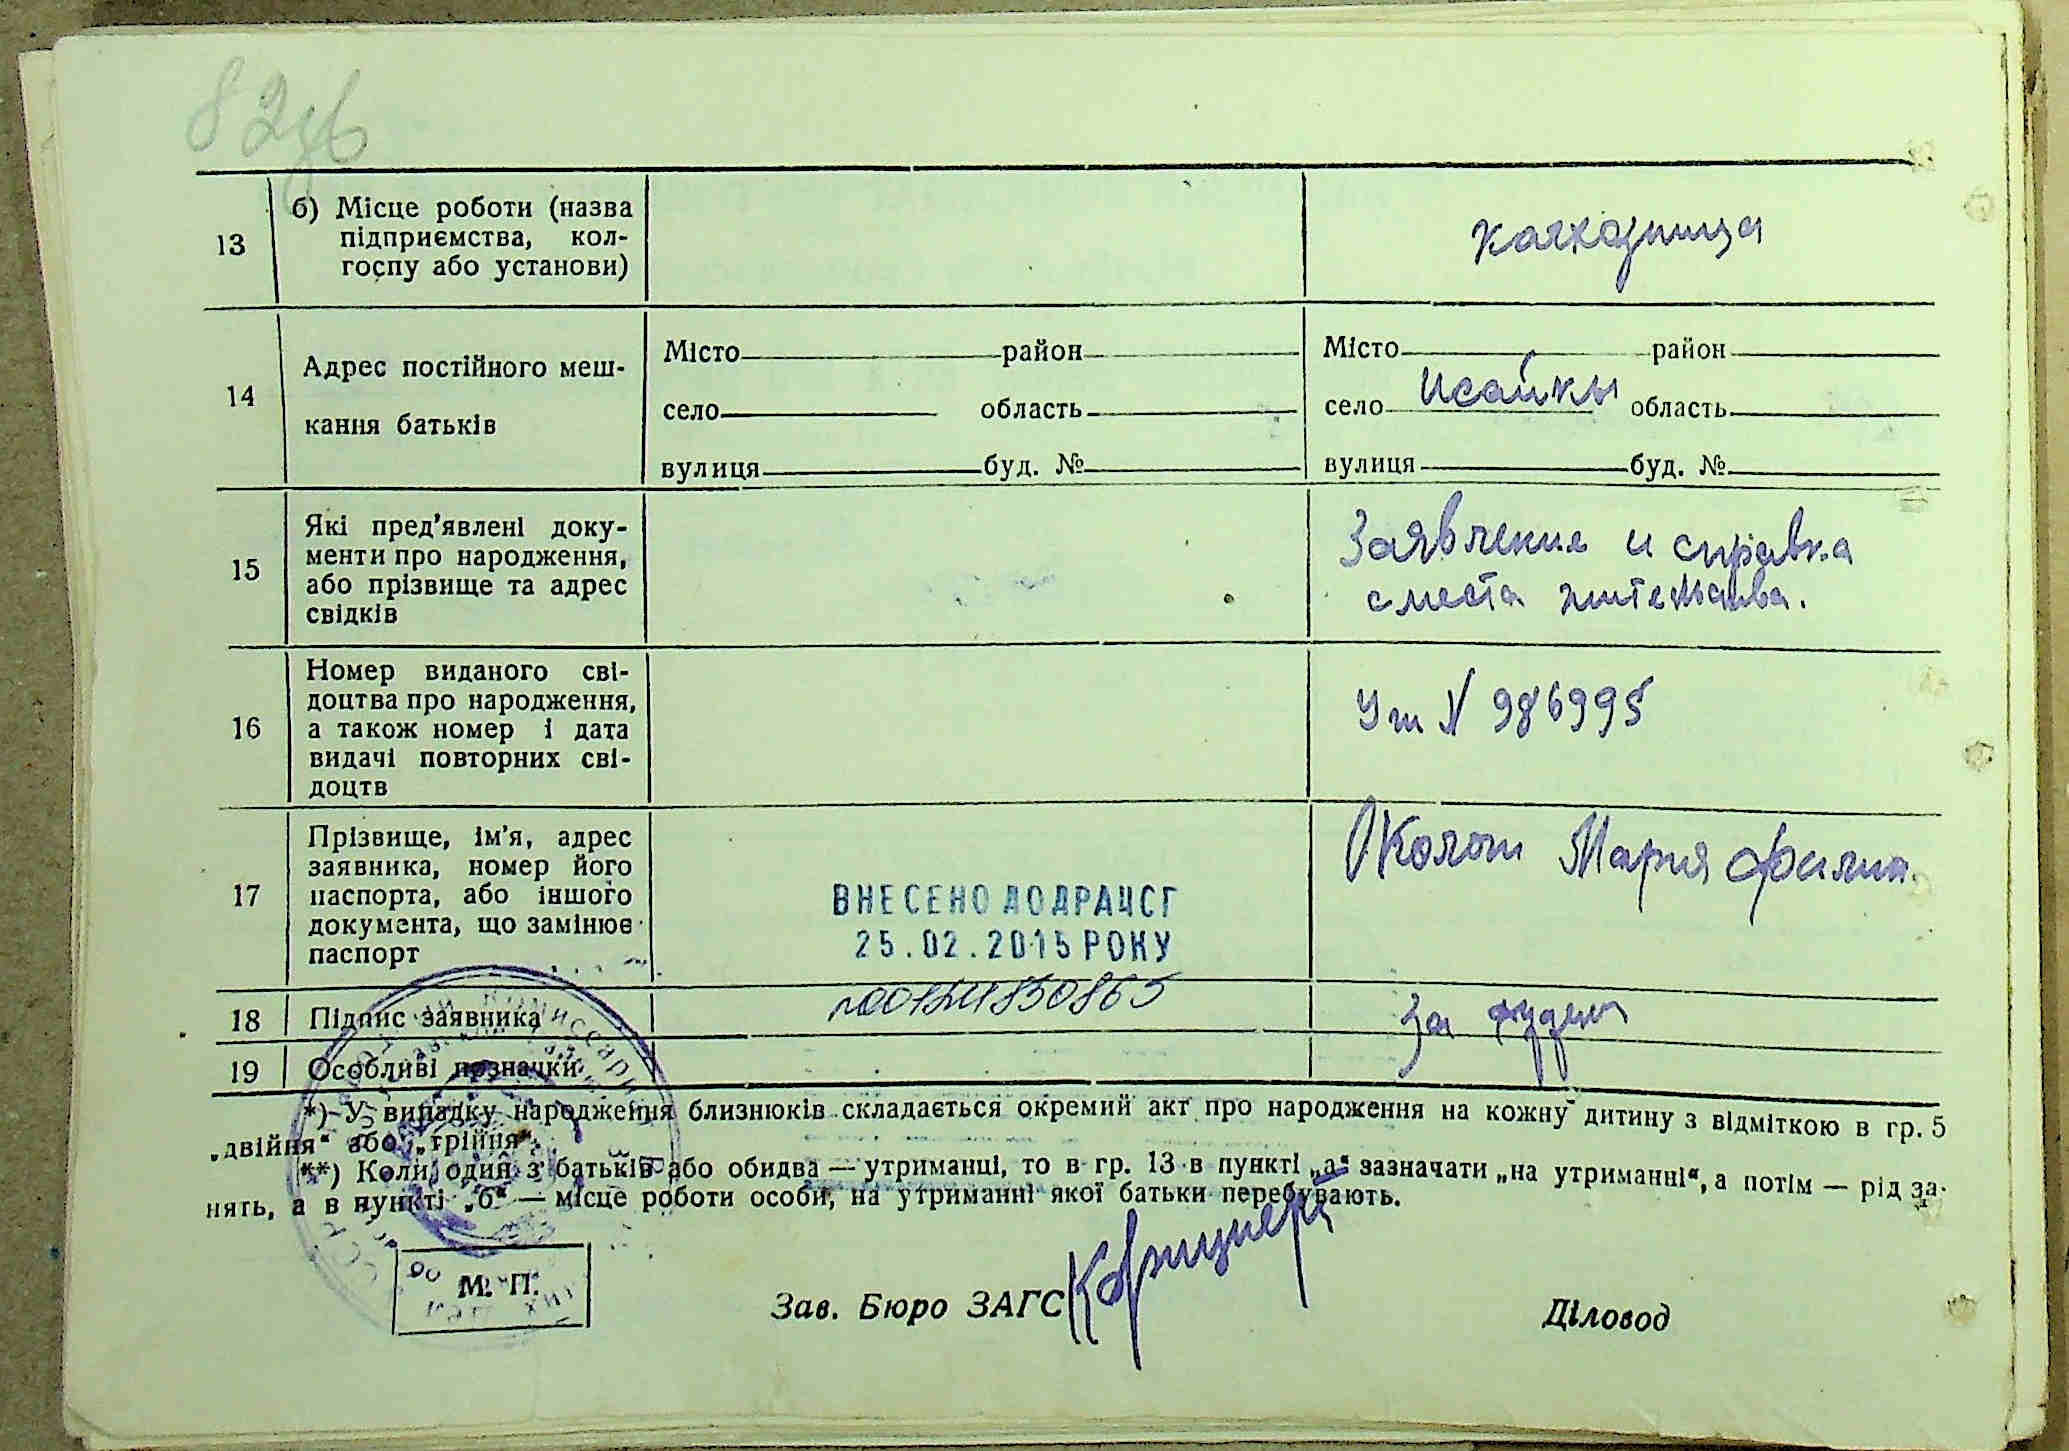 82
13
б) Місце роботи (назва
підприємства, кол-
госпу або установи)
колхозница
14
Адрес постійного меш-
кання батьків
Місто район
село область
вулиця буд. №
Місто район
село Исайки область
вулиця буд. №
15
Які пред'явлені доку-
менти про народження,
або прізвище та адрес
свідків
Заявление и справка
с места жительства.
16
Номер виданого сві-
доцтва про народження,
а також номер і дата
видачі повторних сві-
доцтв
N 986995
17
Прізвище, ім'я, адрес
заявника, номер його
паспорта, або іншого
документа, що замінює
паспорт
ВНЕСЕНО ДО ДРАЦСГ
25.02.2015 РОКУ
Мария
18
Підпис заявника
За
19
Особливі позначки
*) У випадку народження близнюків складається окремий акт про народження на кожну дитину з відміткою в гр. 5
„двійня“ або „трійня“.
**) Коли один з батьків або обидва — утриманці, то в гр. 13 в пункті „а“ зазначати „на утриманні“, а потім — рід за-
нять, а в пункті „б“ — місце роботи особи, на утриманні якої батьки перебувають.
М. П.
Зав. Бюро ЗАГС
Діловод